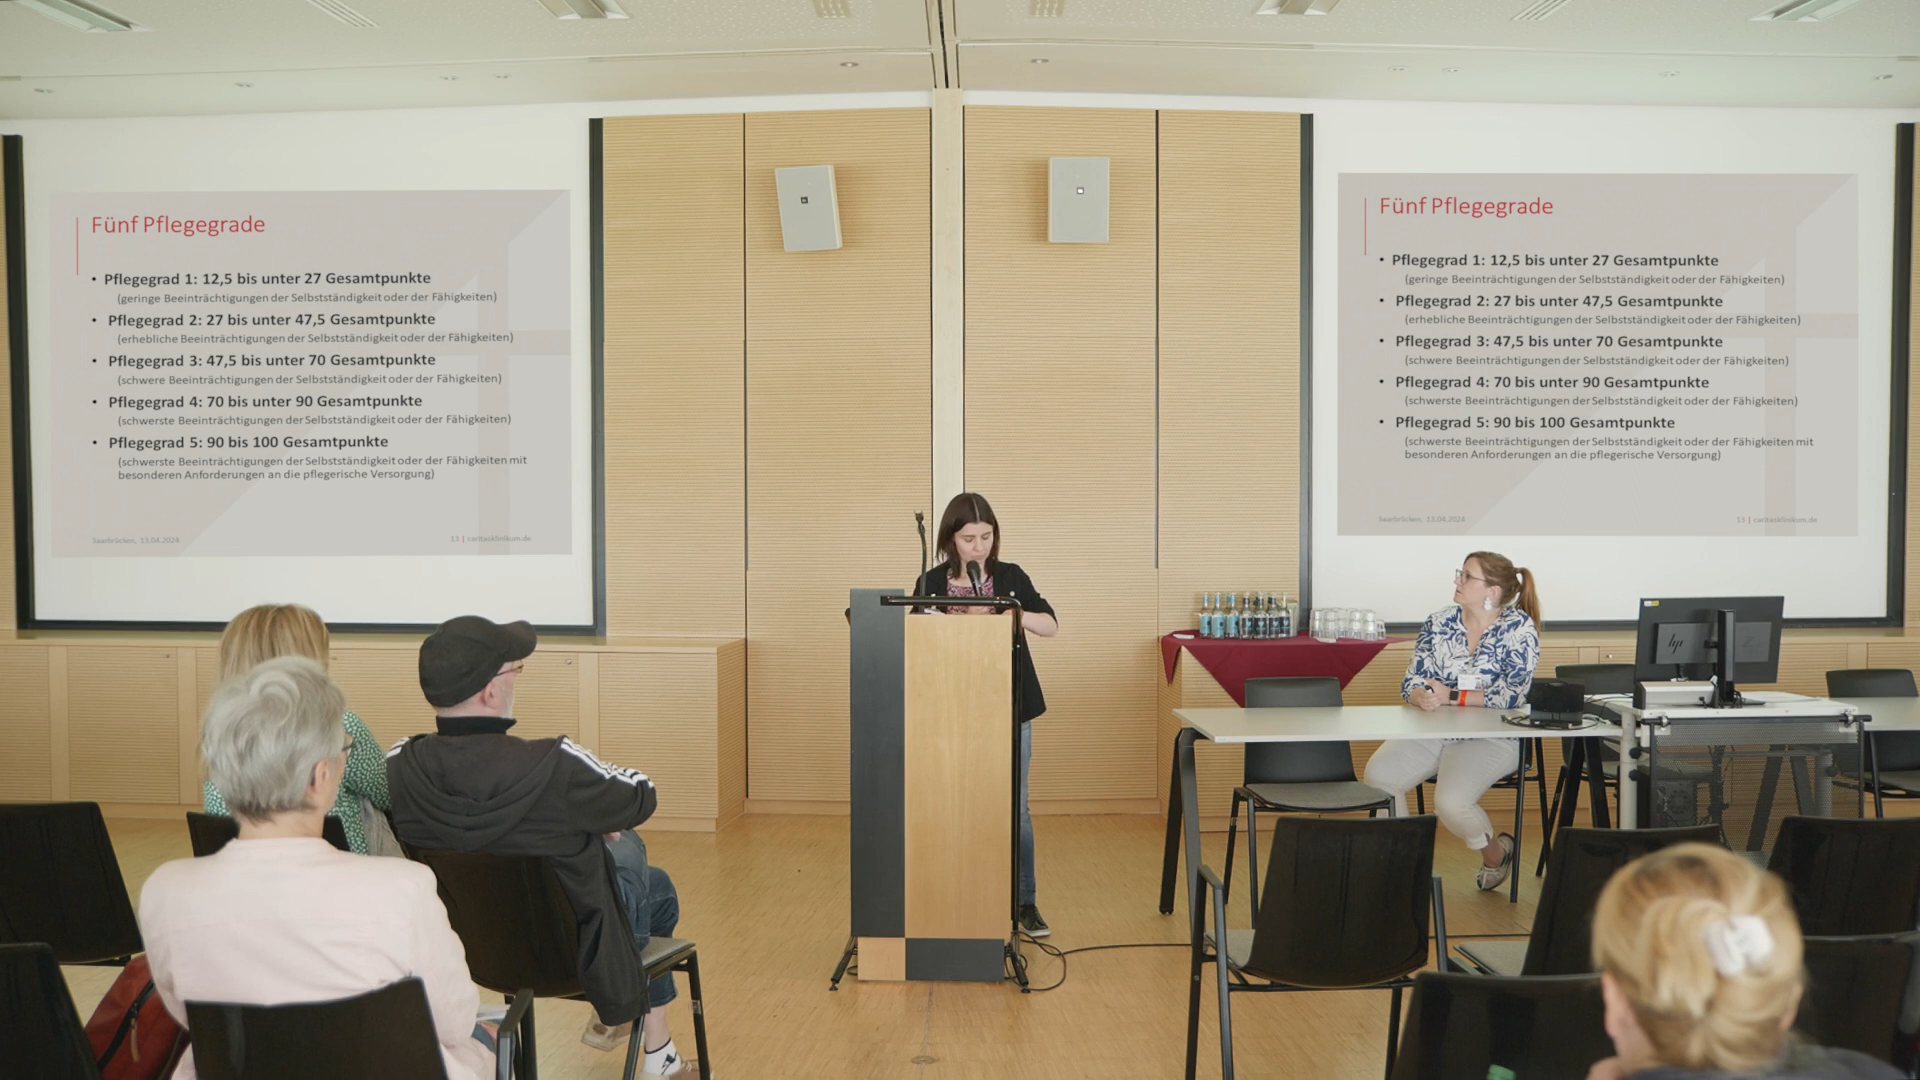 Fünf Pflegegrade
• Pflegegrad 1: 12,5 bis unter 27 Gesamtpunkte
(geringe Beeinträchtigungen der Selbstständigkeit oder der Fähigkeiten)
• Pflegegrad 2: 27 bis unter 47,5 Gesamtpunkte
(erhebliche Beeinträchtigungen der Selbstständigkeit oder der Fähigkeiten)
• Pflegegrad 3: 47,5 bis unter 70 Gesamtpunkte
(schwere Beeinträchtigungen der Selbstständigkeit oder der Fähigkeiten)
• Pflegegrad 4: 70 bis unter 90 Gesamtpunkte
(schwerste Beeinträchtigungen der Selbstständigkeit oder der Fähigkeiten)
• Pflegegrad 5: 90 bis 100 Gesamtpunkte
(schwerste Beeinträchtigungen der Selbstständigkeit oder der Fähigkeiten mit
besonderen Anforderungen an die pflegerische Versorgung)
Saarbrücken, 13.04.2024
13 | caritasklinikum.de
Fünf Pflegegrade
• Pflegegrad 1: 12,5 bis unter 27 Gesamtpunkte
(geringe Beeinträchtigungen der Selbstständigkeit oder der Fähigkeiten)
• Pflegegrad 2: 27 bis unter 47,5 Gesamtpunkte
(erhebliche Beeinträchtigungen der Selbstständigkeit oder der Fähigkeiten)
• Pflegegrad 3: 47,5 bis unter 70 Gesamtpunkte
(schwere Beeinträchtigungen der Selbstständigkeit oder der Fähigkeiten)
• Pflegegrad 4: 70 bis unter 90 Gesamtpunkte
(schwerste Beeinträchtigungen der Selbstständigkeit oder der Fähigkeiten)
• Pflegegrad 5: 90 bis 100 Gesamtpunkte
(schwerste Beeinträchtigungen der Selbstständigkeit oder der Fähigkeiten mit
besonderen Anforderungen an die pflegerische Versorgung)
Saarbrücken, 13.04.2024
13 | caritasklinikum.de
hp